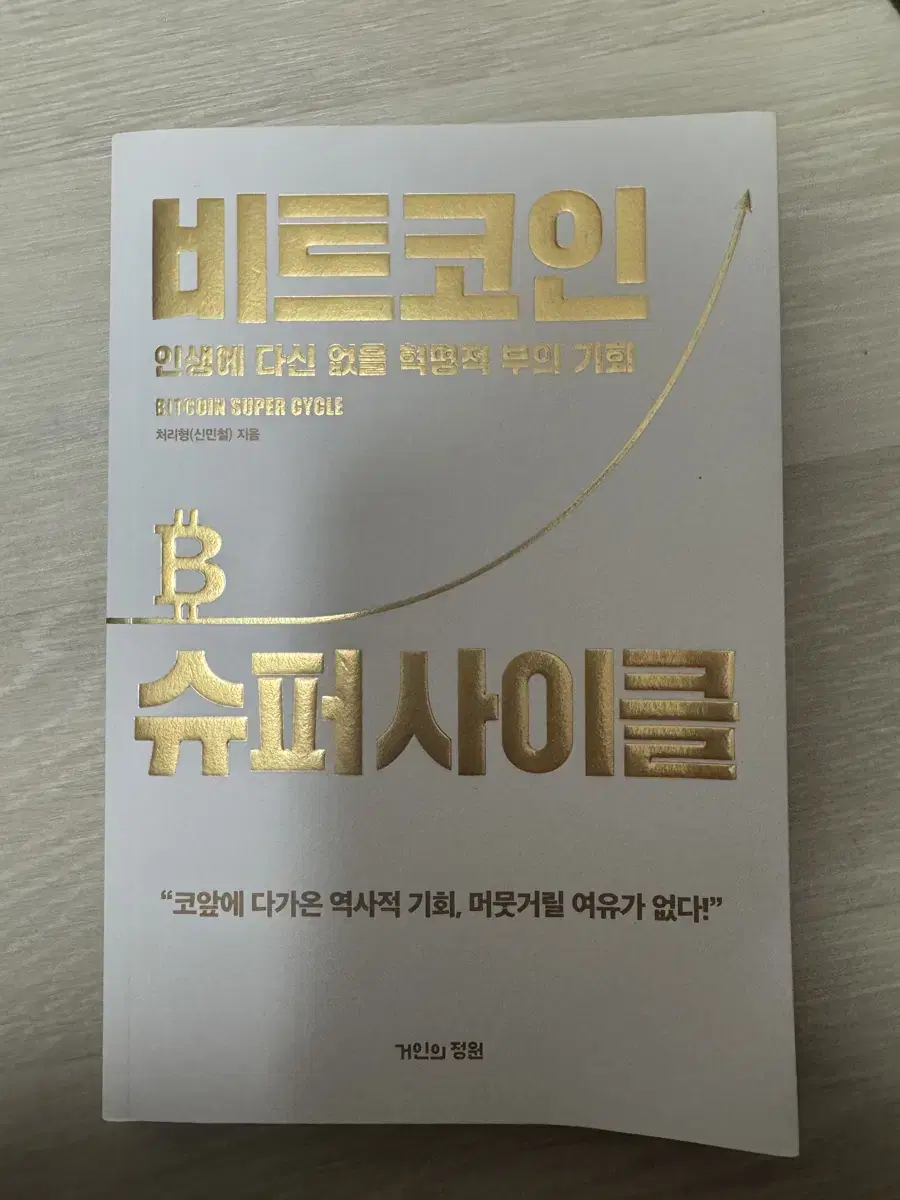 비트코인
인생에 다신 없을 혁명적 부의 기회
BITCOIN SUPER CYCLE
처리형(신민철) 지음
슈퍼 사이클
“코앞에 다가온 역사적 기회, 머뭇거릴 여유가 없다!”
거인의 정원